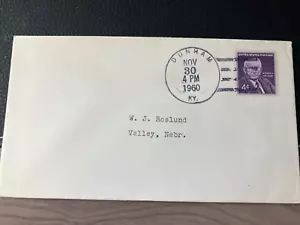 DUNHAM
NOV
30
4 PM
1960
KY.
4¢
W. J. Roslund
Valley, Nebr.